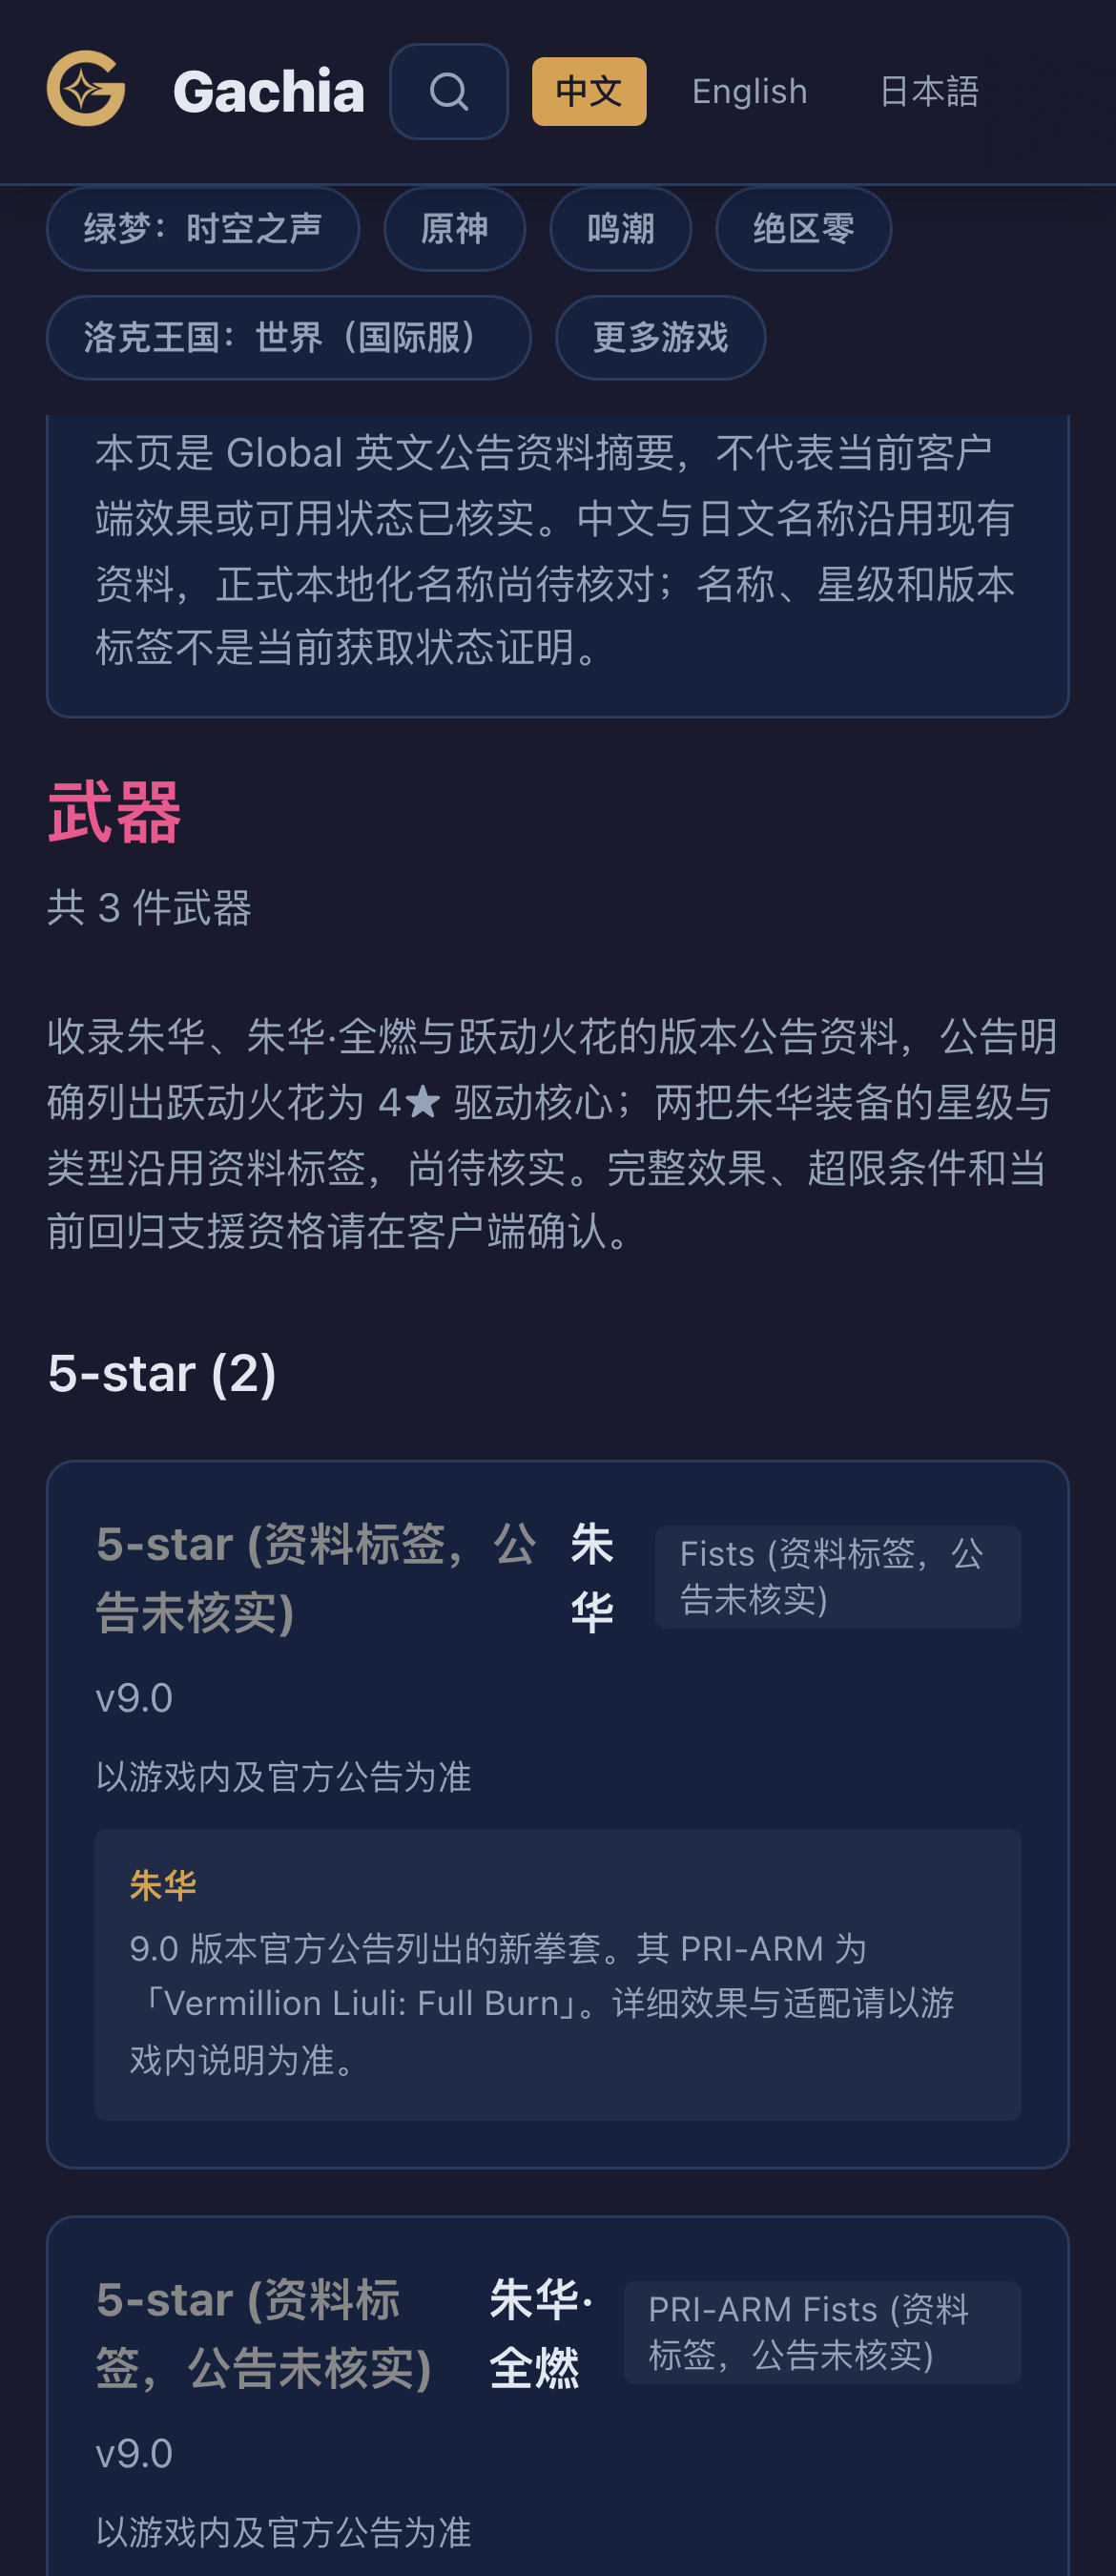 Gachia
中文 English 日本語
绿梦：时空之声 原神 鸣潮 绝区零
洛克王国：世界（国际服） 更多游戏
本页是 Global 英文公告资料摘要，不代表当前客户
端效果或可用状态已核实。中文与日文名称沿用现有
资料，正式本地化名称尚待核对；名称、星级和版本
标签不是当前获取状态证明。
武器
共 3 件武器
收录朱华、朱华·全燃与跃动火花的版本公告资料，公告明
确列出跃动火花为 4★ 驱动核心；两把朱华装备的星级与
类型沿用资料标签，尚待核实。完整效果、超限条件和当
前回归支援资格请在客户端确认。
5-star (2)
5-star (资料标签，公
告未核实)
朱
华
Fists (资料标签，公
告未核实)
v9.0
以游戏内及官方公告为准
朱华
9.0 版本官方公告列出的新拳套。其 PRI-ARM 为
「Vermillion Liuli: Full Burn」。详细效果与适配请以游
戏内说明为准。
5-star (资料标
签，公告未核实)
朱华·
全燃
PRI-ARM Fists (资料
标签，公告未核实)
v9.0
以游戏内及官方公告为准